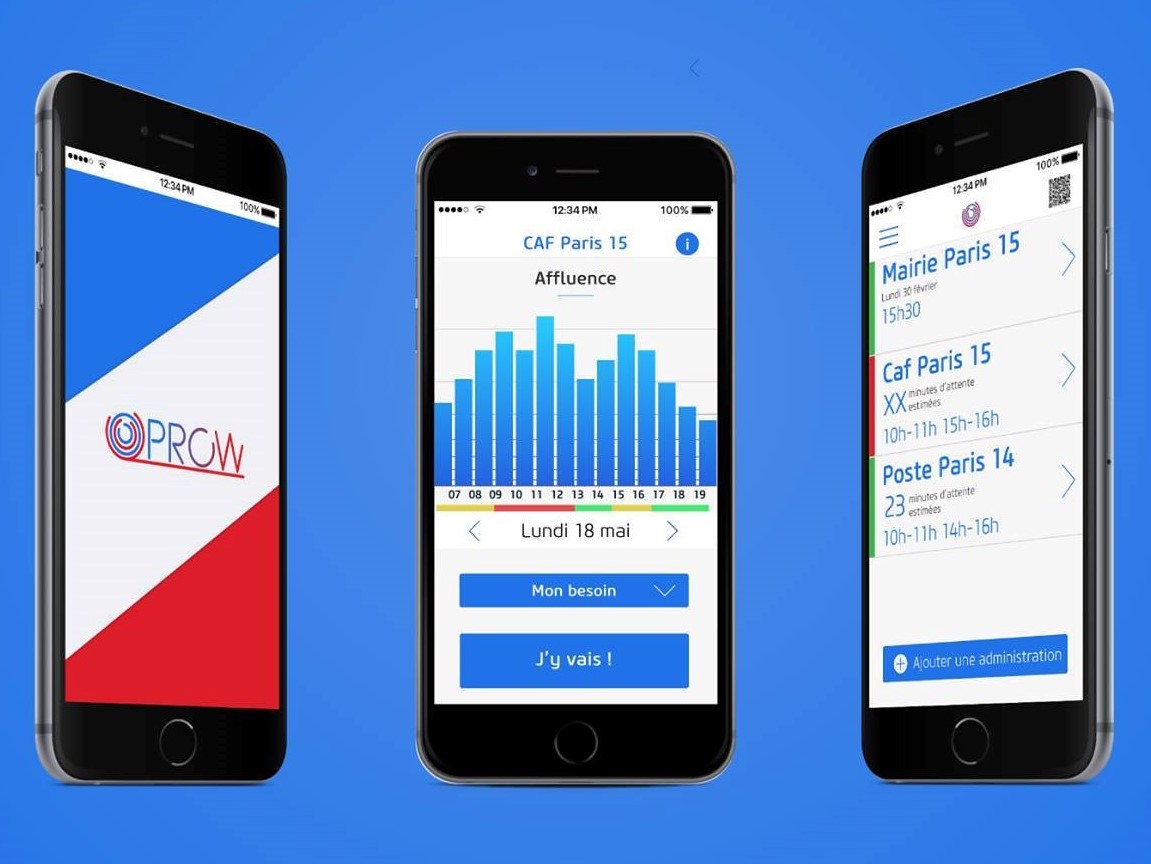 12:34 PM
100%
OPROW
12:34 PM
100%
CAF Paris 15
i
Affluence
07 08 09 10 11 12 13 14 15 16 17 18 19
Lundi 18 mai
Mon besoin
J'y vais !
12:34 PM
100%
Mairie Paris 15
Lundi 30 février
15h30
Caf Paris 15
XX minutes d'attente
estimées
10h-11h 15h-16h
Poste Paris 14
23 minutes d'attente
estimées
10h-11h 14h-16h
Ajouter une administration